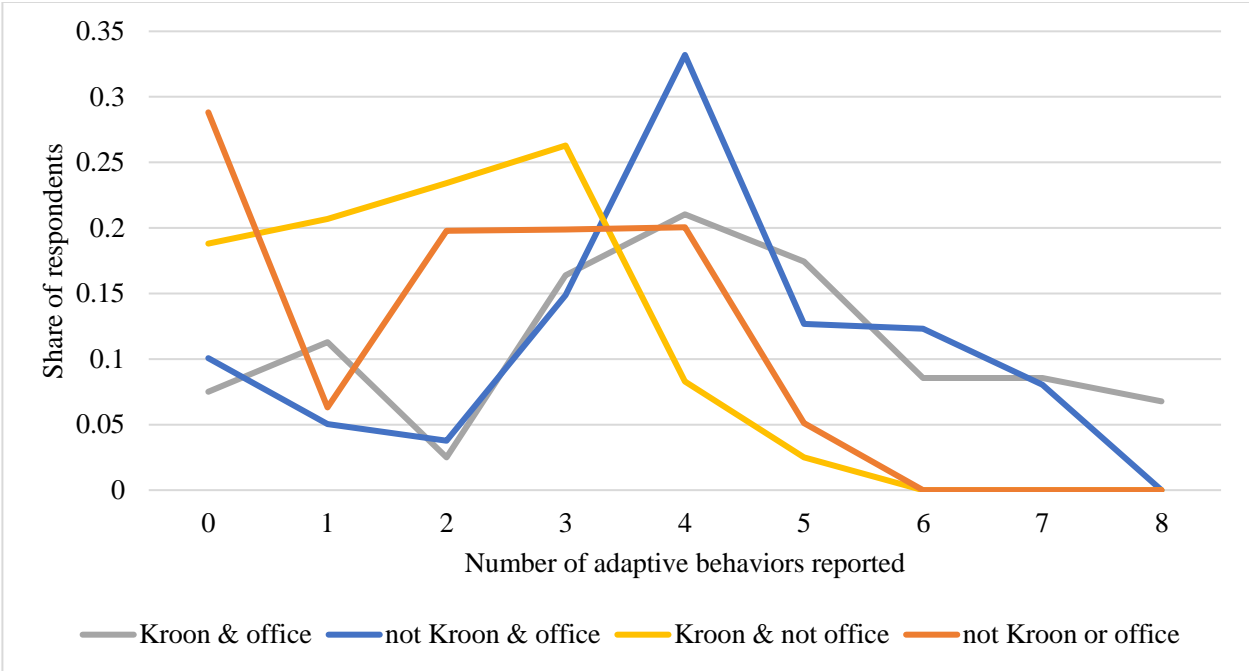 0.35
0.3
0.25
0.2
0.15
0.1
0.05
0
Share of respondents
0 1 2 3 4 5 6 7 8
Number of adaptive behaviors reported
Kroon & office not Kroon & office Kroon & not office not Kroon or office